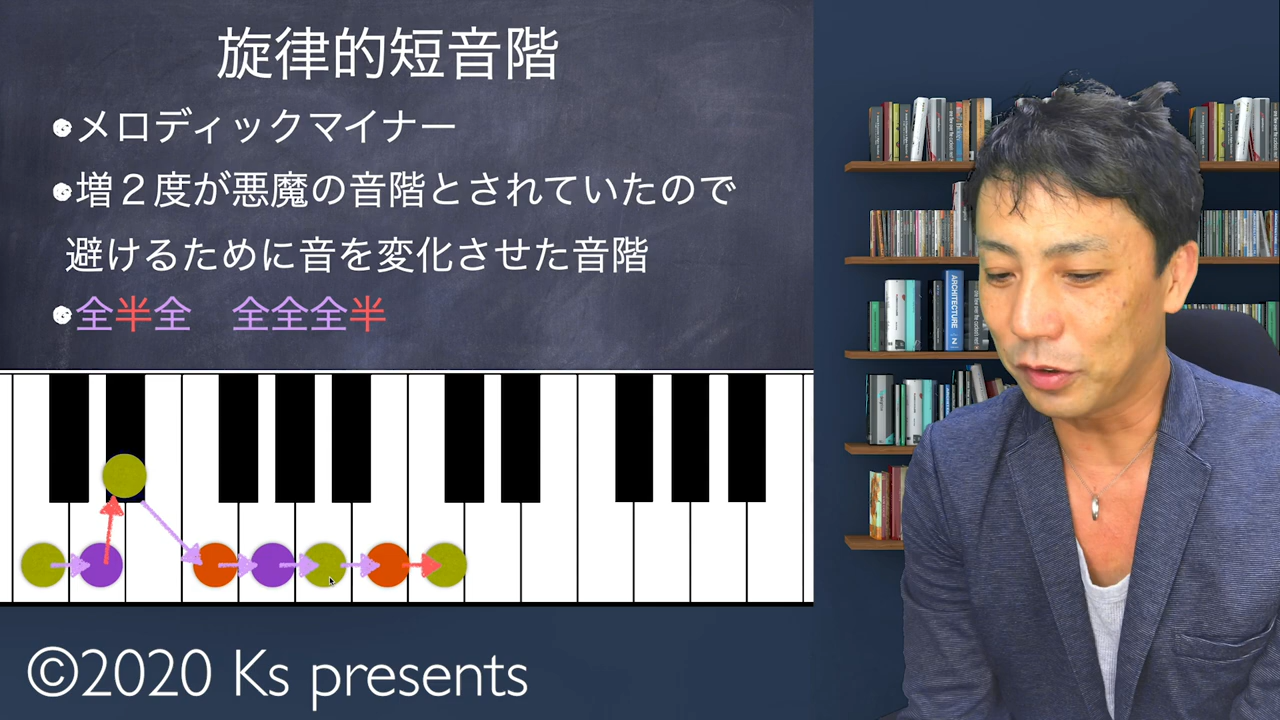 旋律的短音階
メロディックマイナー
増２度が悪魔の音階とされていたので
避けるために音を変化させた音階
全半全　全全全半
ARCHITECTURE
2
©2020 Ks presents